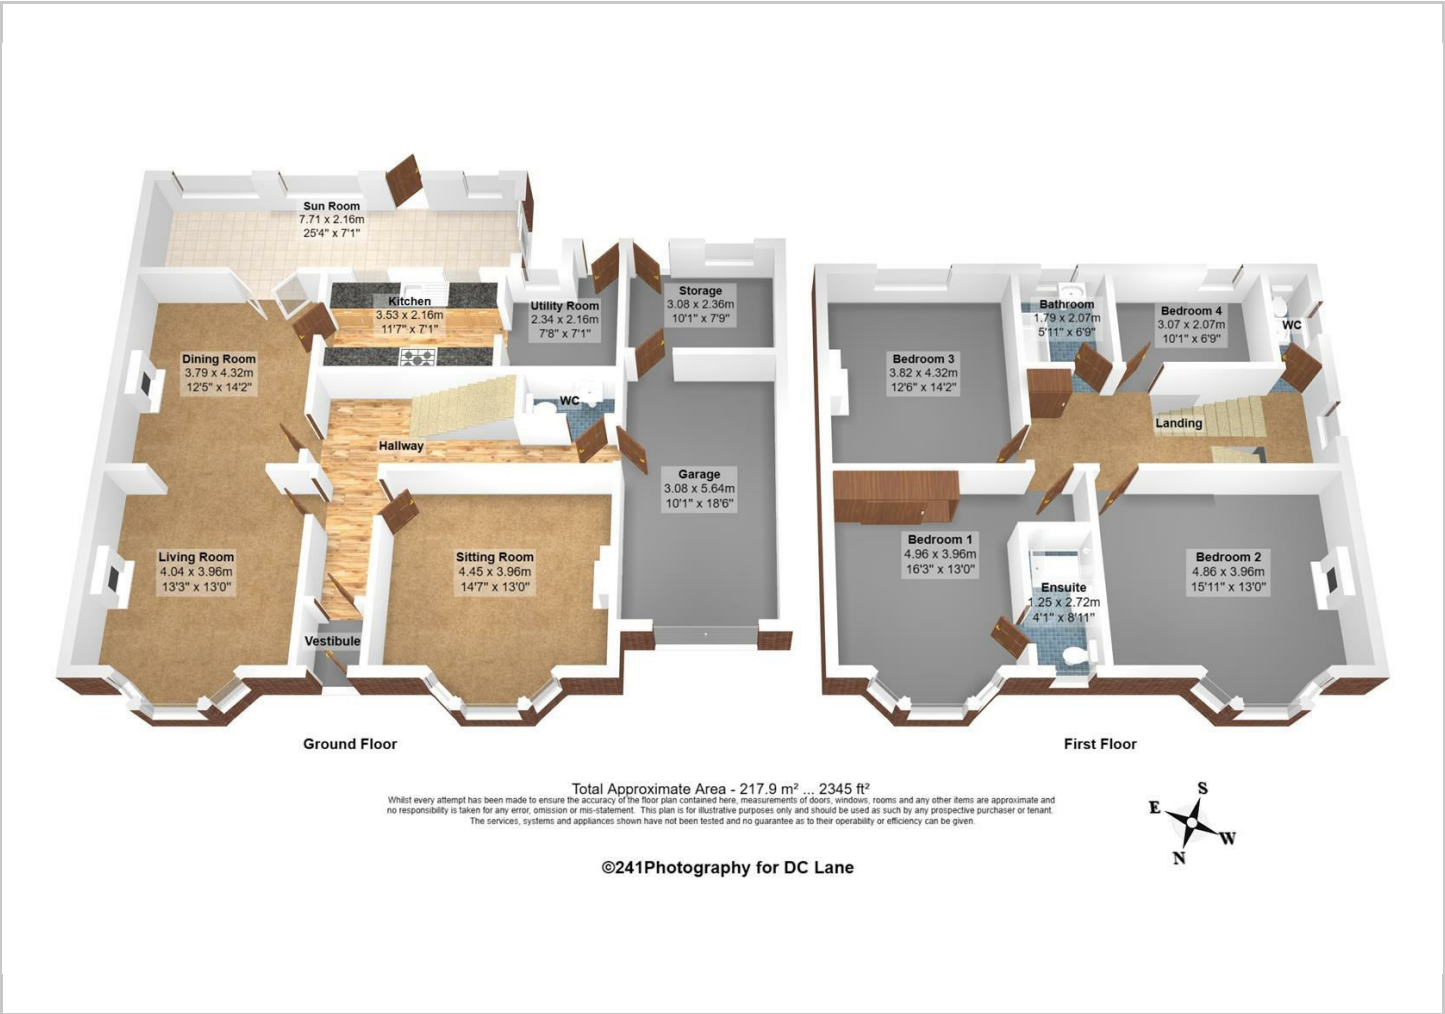 Sun Room
7.71 x 2.16m
25'4" x 7'1"
Kitchen
3.53 x 2.16m
11'7" x 7'1"
Utility Room
2.34 x 2.16m
7'8" x 7'1"
Storage
3.08 x 2.36m
10'1" x 7'9"
Dining Room
3.79 x 4.32m
12'5" x 14'2"
WC
Hallway
Garage
3.08 x 5.64m
10'1" x 18'6"
Living Room
4.04 x 3.96m
13'3" x 13'0"
Sitting Room
4.45 x 3.96m
14'7" x 13'0"
Vestibule
Ground Floor
Bathroom
1.79 x 2.07m
5'11" x 6'9"
Bedroom 4
3.07 x 2.07m
10'1" x 6'9"
WC
Bedroom 3
3.82 x 4.32m
12'6" x 14'2"
Landing
Bedroom 1
4.96 x 3.96m
16'3" x 13'0"
Ensuite
1.25 x 2.72m
4'1" x 8'11"
Bedroom 2
4.86 x 3.96m
15'11" x 13'0"
First Floor
Total Approximate Area - 217.9 m² ... 2345 ft²
Whilst every attempt has been made to ensure the accuracy of the floor plan contained here, measurements of doors, windows, rooms and any other items are approximate and
no responsibility is taken for any error, omission or mis-statement. This plan is for illustrative purposes only and should be used as such by any prospective purchaser or tenant.
The services, systems and appliances shown have not been tested and no guarantee as to their operability or efficiency can be given.
S
E
W
N
©241Photography for DC Lane